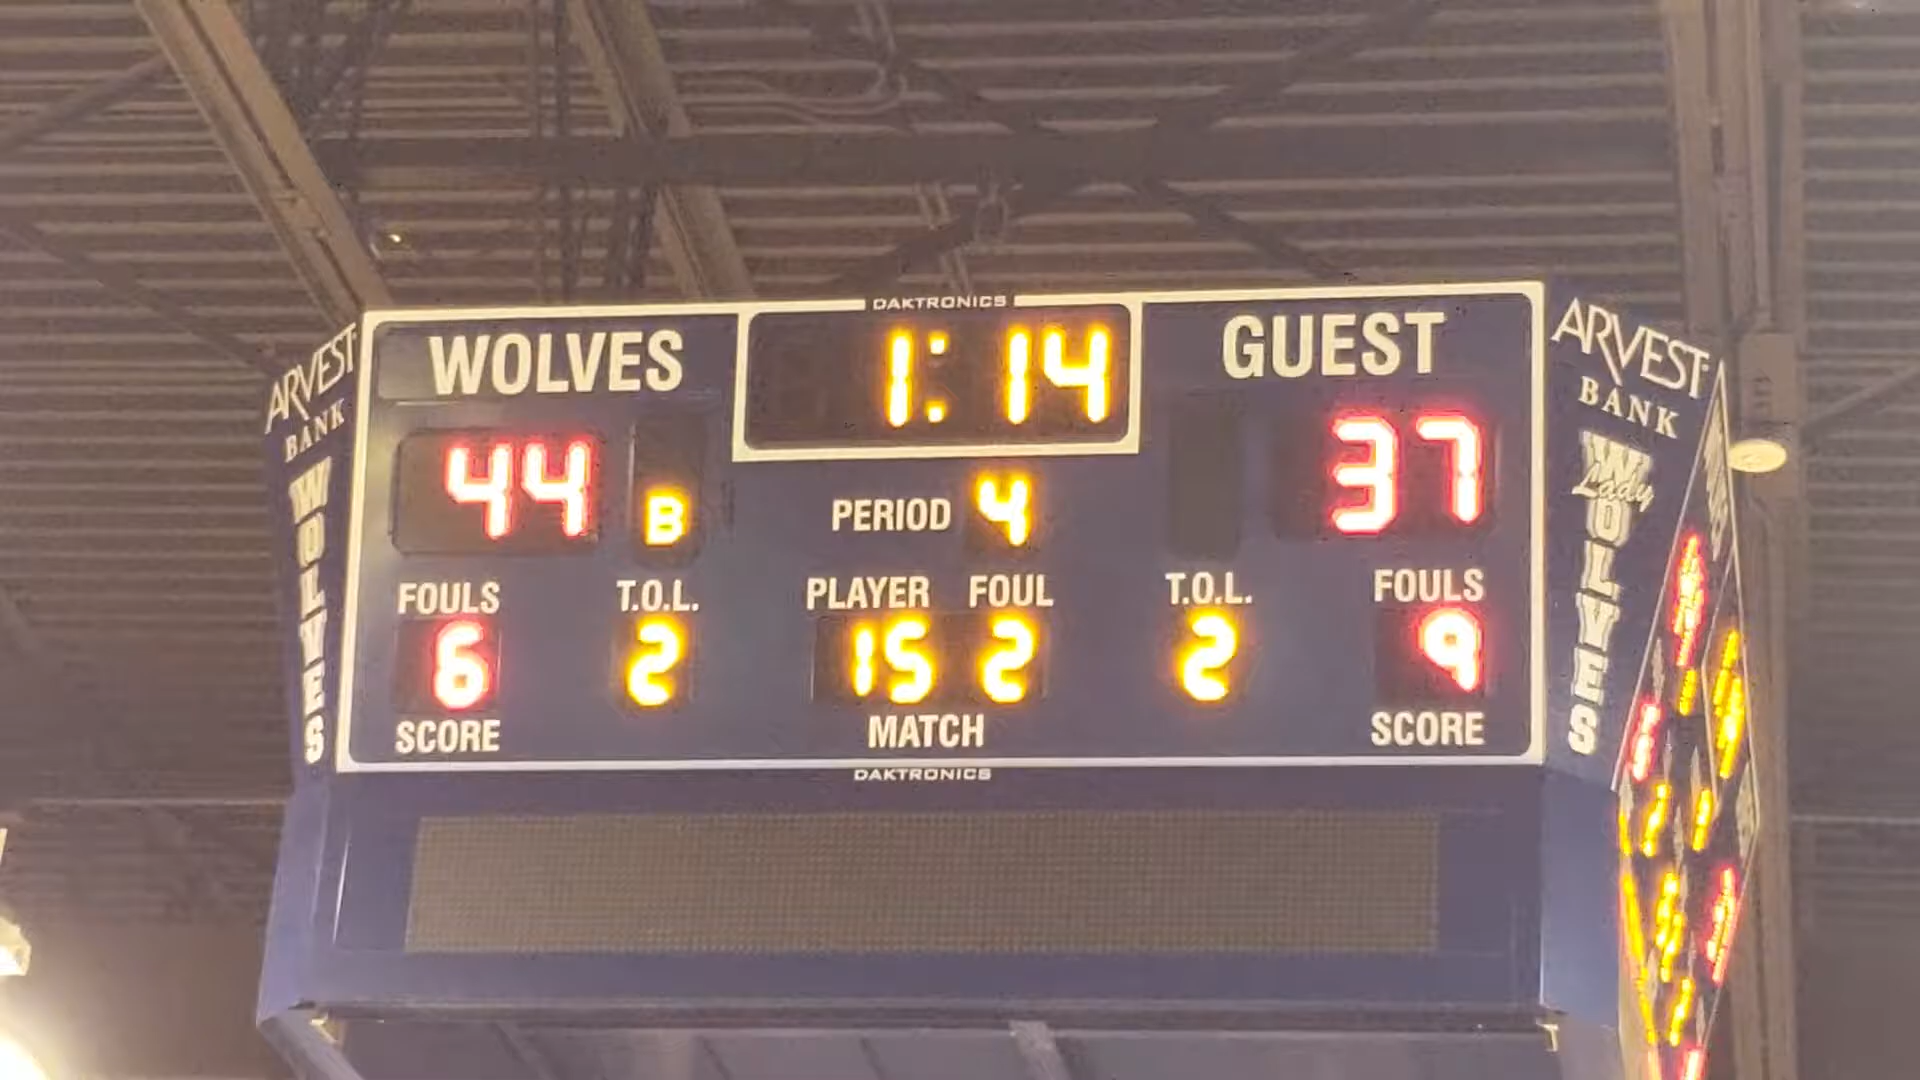 DAKTRONICS
WOLVES 1:14 GUEST
44 B PERIOD 4 37
FOULS T.O.L. PLAYER FOUL T.O.L. FOULS
6 2 15 2 2 9
SCORE MATCH SCORE
DAKTRONICS
ARVEST
BANK
WOLVES
ARVEST
BANK
Lady
WOLVES